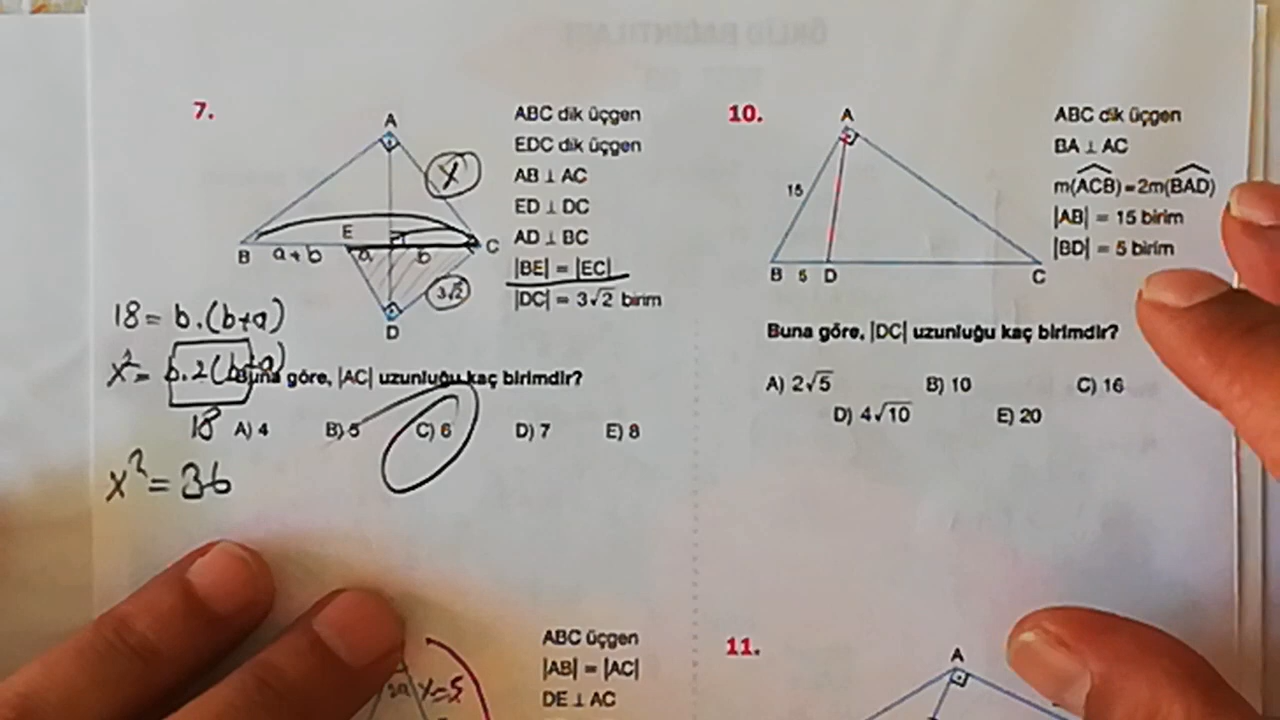 7.
A
X
E
B
a+b
a
b
C
3√2
D
ABC dik üçgen
EDC dik üçgen
AB ⊥ AC
ED ⊥ DC
AD ⊥ BC
|BE| = |EC|
|DC| = 3√2 birim
18 = b.(b+a)
x² = b.2(b+a)
18
x² = 36
Buna göre, |AC| uzunluğu kaç birimdir?
A) 4 B) 5 C) 6 D) 7 E) 8
ABC üçgen
|AB| = |AC|
DE ⊥ AC
2a
x=5
10.
A
15
B 5 D C
ABC dik üçgen
BA ⊥ AC
m(ACB) = 2m(BAD)
|AB| = 15 birim
|BD| = 5 birim
Buna göre, |DC| uzunluğu kaç birimdir?
A) 2√5 B) 10 C) 16
D) 4√10 E) 20
11.
A